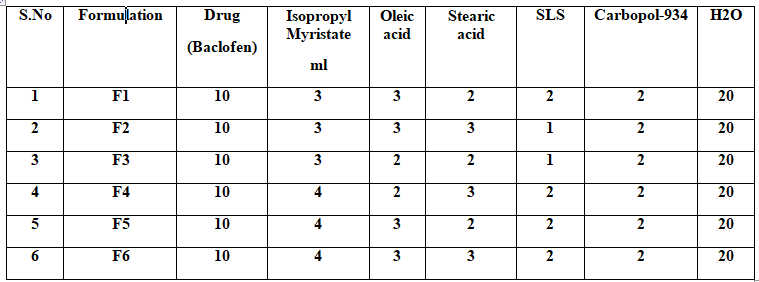 S.No Formulation Drug (Baclofen) Isopropyl Myristate ml Oleic acid Stearic acid SLS Carbopol-934 H2O
1 F1 10 3 3 2 2 2 20
2 F2 10 3 3 3 1 2 20
3 F3 10 3 2 2 1 2 20
4 F4 10 4 2 3 2 2 20
5 F5 10 4 3 2 2 2 20
6 F6 10 4 3 3 2 2 20